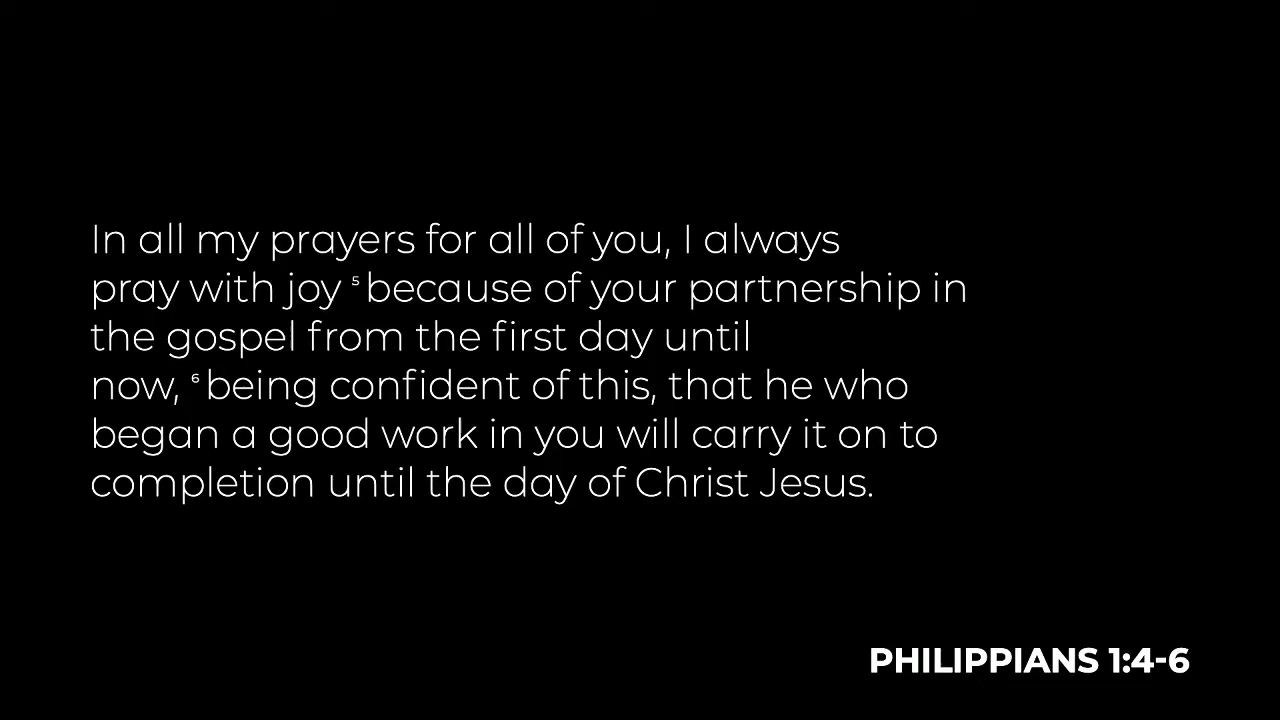 In all my prayers for all of you, I always
pray with joy ⁵ because of your partnership in
the gospel from the first day until
now, ⁶ being confident of this, that he who
began a good work in you will carry it on to
completion until the day of Christ Jesus.
PHILIPPIANS 1:4-6